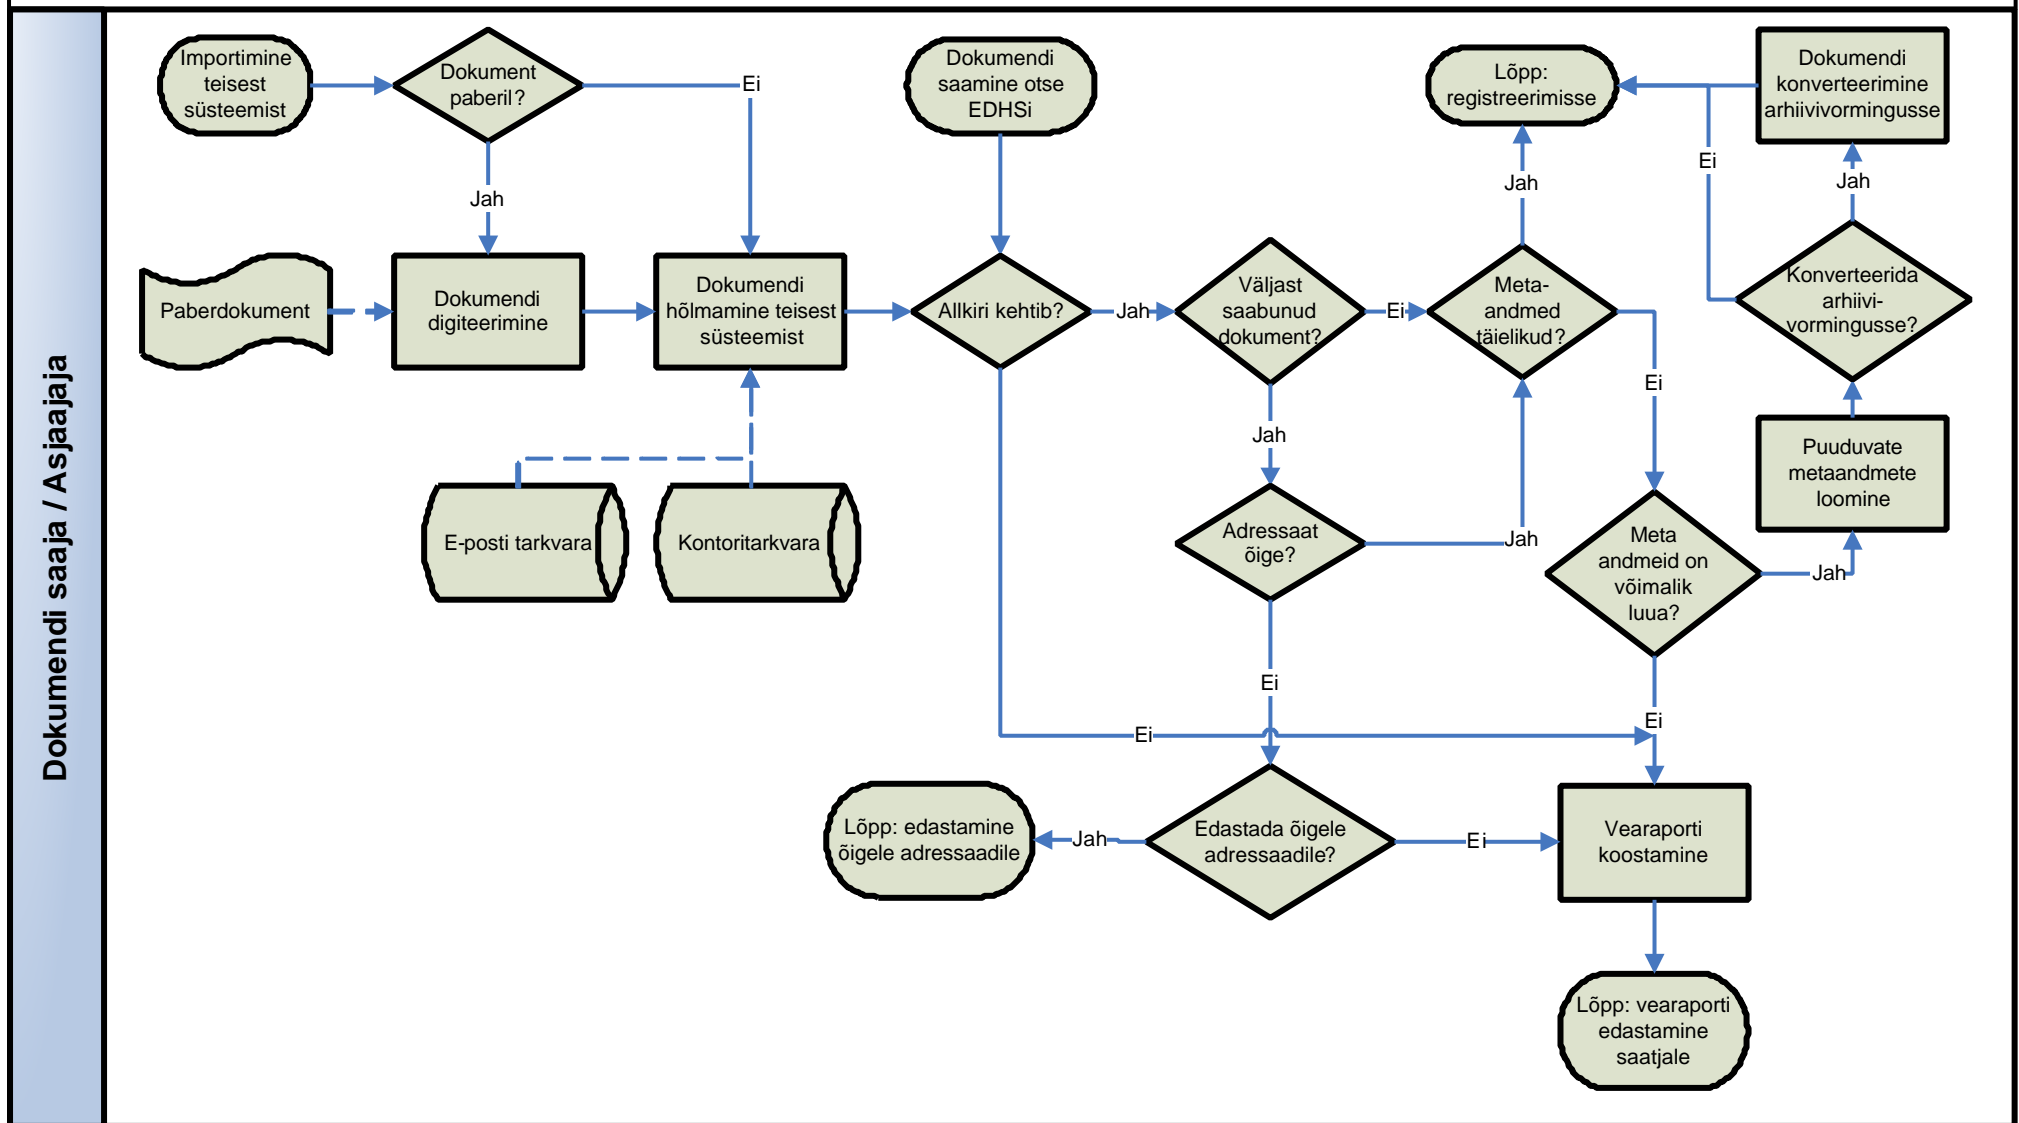 Dokumendi saaja / Asjaajaja
Importimine
teisest
süsteemist
Dokument
paberil?
Ei
Jah
Dokumendi
saamine otse
EDHSi
Lõpp:
registreerimisse
Dokumendi
konverteerimine
arhiivivormingusse
Ei
Jah
Jah
Paberdokument
Dokumendi
digiteerimine
Dokumendi
hõlmamine teisest
süsteemist
Allkiri kehtib?
Jah
Väljast
saabunud
dokument?
Ei
Meta-
andmed
täielikud?
Konverteerida
arhiivi-
vormingusse?
Ei
Jah
E-posti tarkvara
Kontoritarkvara
Adressaat
õige?
Jah
Meta
andmeid on
võimalik
luua?
Jah
Puuduvate
metaandmete
loomine
Ei
Ei
Ei
Lõpp: edastamine
õigele adressaadile
Jah
Edastada õigele
adressaadile?
Ei
Vearaporti
koostamine
Lõpp: vearaporti
edastamine
saatjale